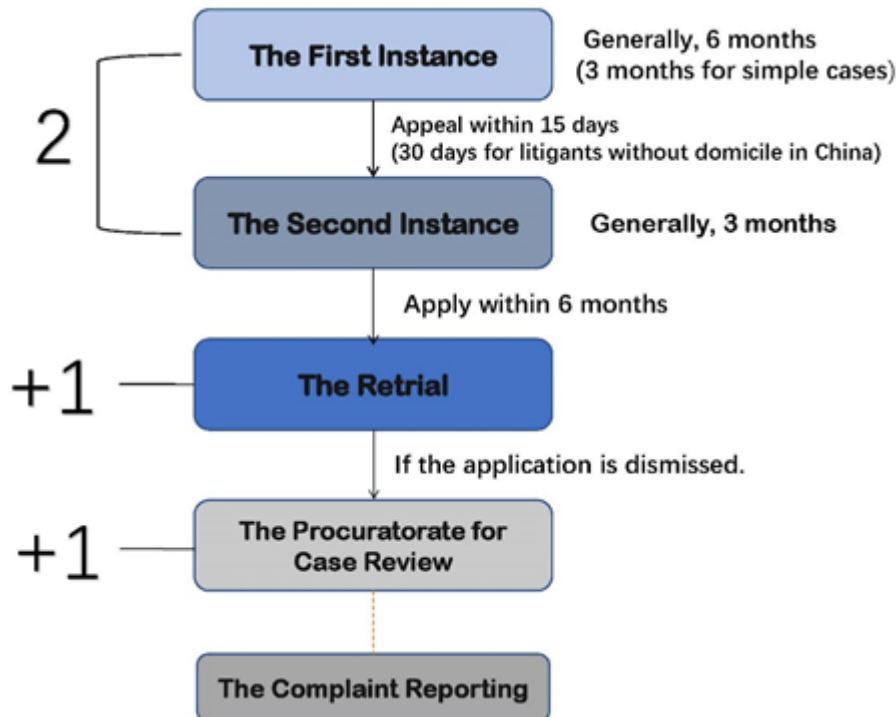 The First Instance
Generally, 6 months
(3 months for simple cases)
2
Appeal within 15 days
(30 days for litigants without domicile in China)
The Second Instance
Generally, 3 months
Apply within 6 months
+1
The Retrial
If the application is dismissed.
+1
The Procuratorate for
Case Review
The Complaint Reporting